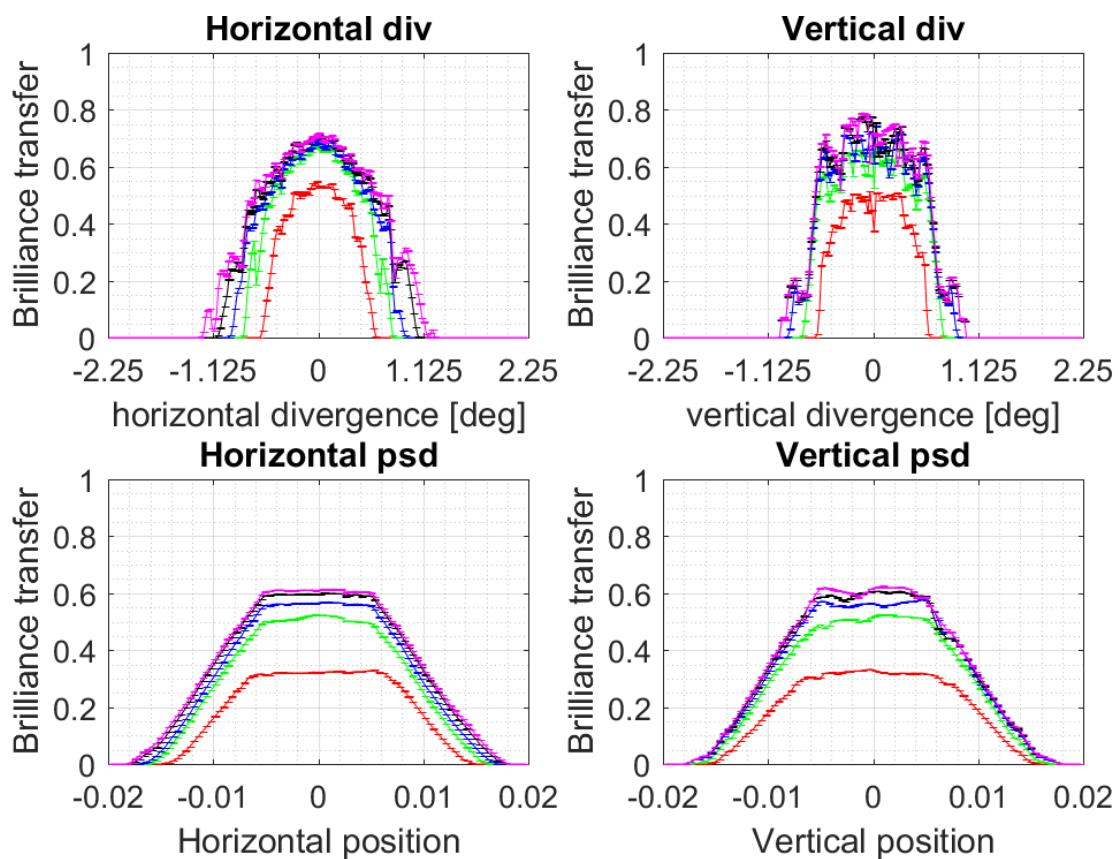 Horizontal div
Brilliance transfer
1
0.8
0.6
0.4
0.2
0
-2.25 -1.125 0 1.125 2.25
horizontal divergence [deg]
Vertical div
Brilliance transfer
1
0.8
0.6
0.4
0.2
0
-2.25 -1.125 0 1.125 2.25
vertical divergence [deg]
Horizontal psd
Brilliance transfer
1
0.8
0.6
0.4
0.2
0
-0.02 -0.01 0 0.01 0.02
Horizontal position
Vertical psd
Brilliance transfer
1
0.8
0.6
0.4
0.2
0
-0.02 -0.01 0 0.01 0.02
Vertical position